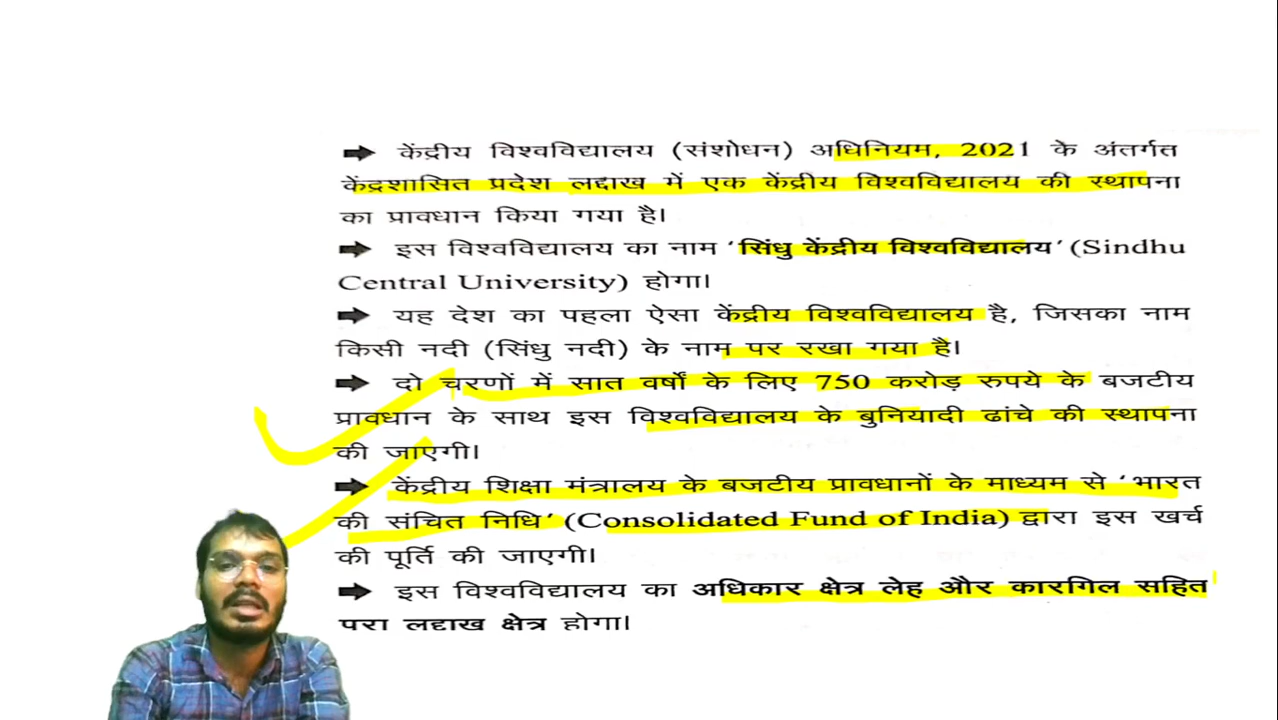 ➡ केंद्रीय विश्वविद्यालय (संशोधन) अधिनियम, 2021 के अंतर्गत
केंद्रशासित प्रदेश लद्दाख में एक केंद्रीय विश्वविद्यालय की स्थापना
का प्रावधान किया गया है।
➡ इस विश्वविद्यालय का नाम ‘सिंधु केंद्रीय विश्वविद्यालय’ (Sindhu
Central University) होगा।
➡ यह देश का पहला ऐसा केंद्रीय विश्वविद्यालय है, जिसका नाम
किसी नदी (सिंधु नदी) के नाम पर रखा गया है।
➡ दो चरणों में सात वर्षों के लिए 750 करोड़ रुपये के बजटीय
प्रावधान के साथ इस विश्वविद्यालय के बुनियादी ढांचे की स्थापना
की जाएगी।
➡ केंद्रीय शिक्षा मंत्रालय के बजटीय प्रावधानों के माध्यम से ‘भारत
की संचित निधि’ (Consolidated Fund of India) द्वारा इस खर्च
की पूर्ति की जाएगी।
➡ इस विश्वविद्यालय का अधिकार क्षेत्र लेह और कारगिल सहित
पूरा लद्दाख क्षेत्र होगा।